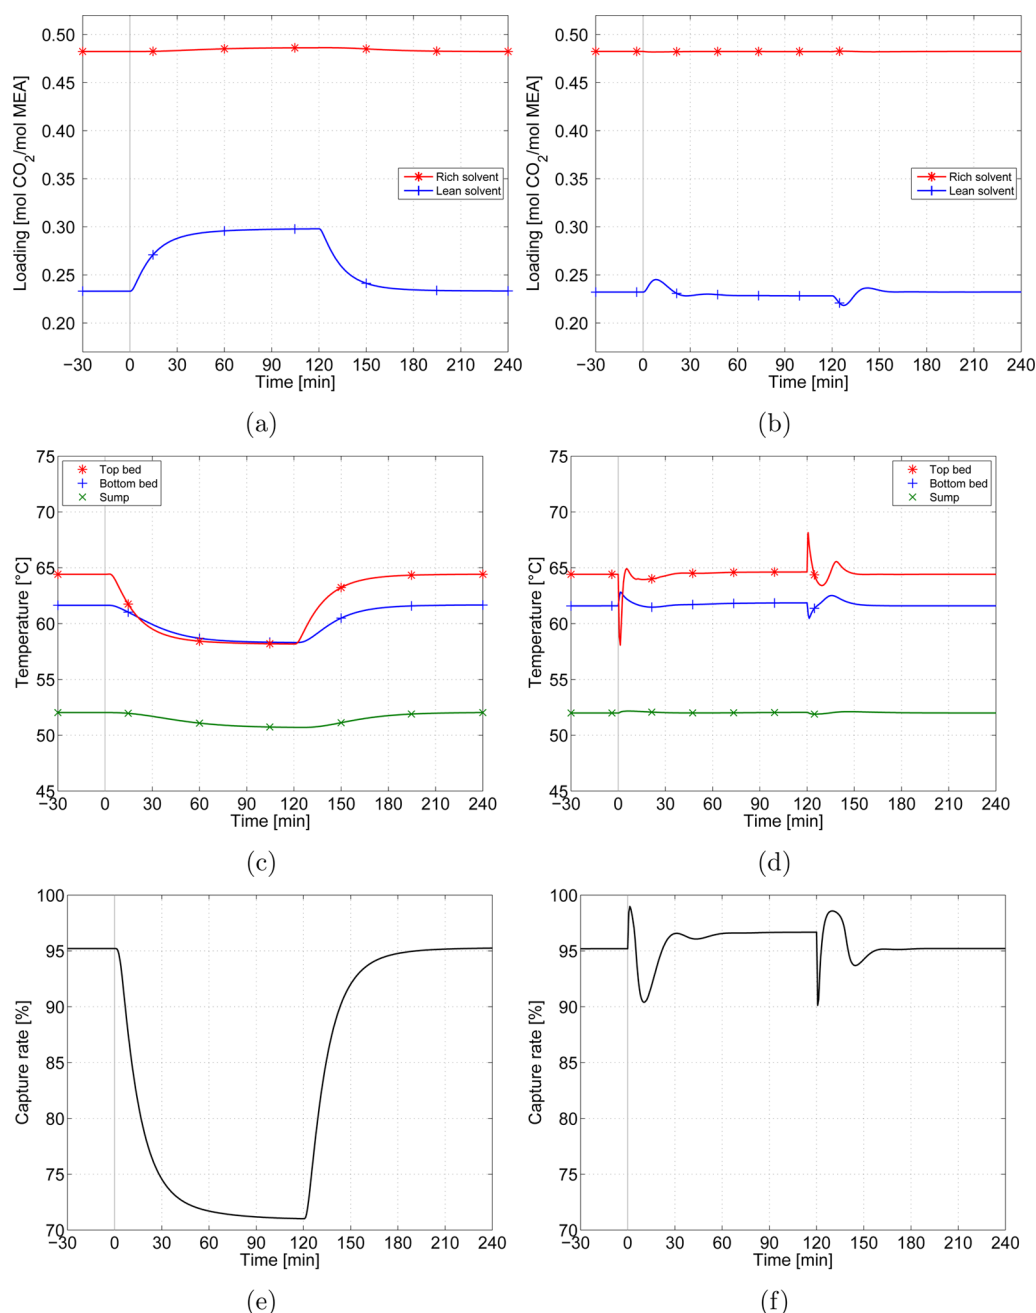 0.50
0.45
0.40
0.35
0.30
0.25
0.20
Loading [mol CO2/mol MEA]
Rich solvent
Lean solvent
−30 0 30 60 90 120 150 180 210 240
Time [min]
(a)
0.50
0.45
0.40
0.35
0.30
0.25
0.20
Loading [mol CO2/mol MEA]
Rich solvent
Lean solvent
−30 0 30 60 90 120 150 180 210 240
Time [min]
(b)
75
70
65
60
55
50
45
Temperature [°C]
Top bed
Bottom bed
Sump
−30 0 30 60 90 120 150 180 210 240
Time [min]
(c)
75
70
65
60
55
50
45
Temperature [°C]
Top bed
Bottom bed
Sump
−30 0 30 60 90 120 150 180 210 240
Time [min]
(d)
100
95
90
85
80
75
70
Capture rate [%]
−30 0 30 60 90 120 150 180 210 240
Time [min]
(e)
100
95
90
85
80
75
70
Capture rate [%]
−30 0 30 60 90 120 150 180 210 240
Time [min]
(f)